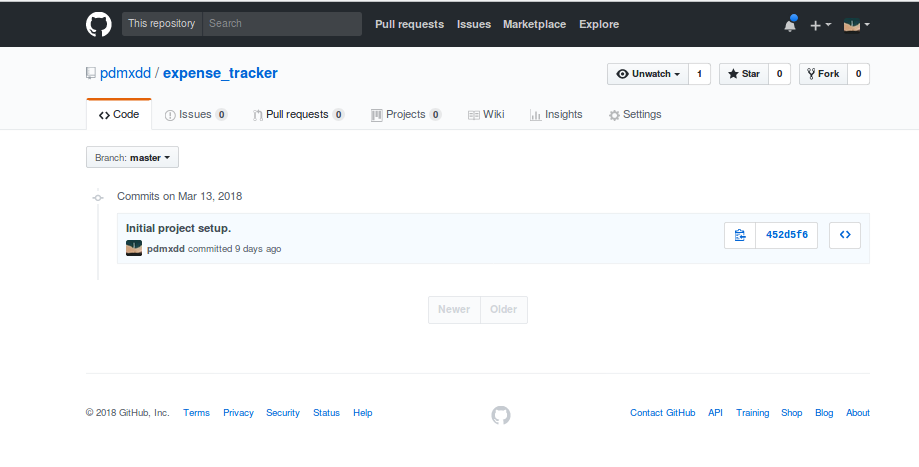 This repository Search Pull requests Issues Marketplace Explore
pdmxdd / expense_tracker Unwatch 1 Star 0 Fork 0
Code Issues 0 Pull requests 0 Projects 0 Wiki Insights Settings
Branch: master
Commits on Mar 13, 2018
Initial project setup.
452d5f6
pdmxdd committed 9 days ago
Newer Older
© 2018 GitHub, Inc. Terms Privacy Security Status Help Contact GitHub API Training Shop Blog About